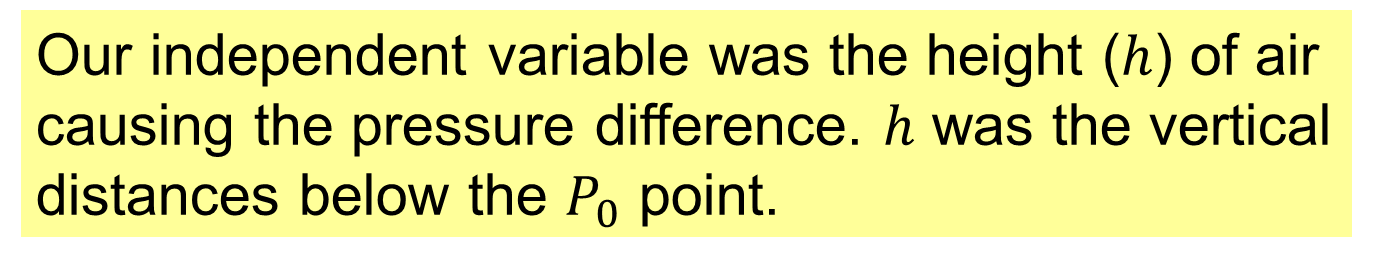 Our independent variable was the height (ℎ) of air
causing the pressure difference. ℎ was the vertical
distances below the 𝑃₀ point.